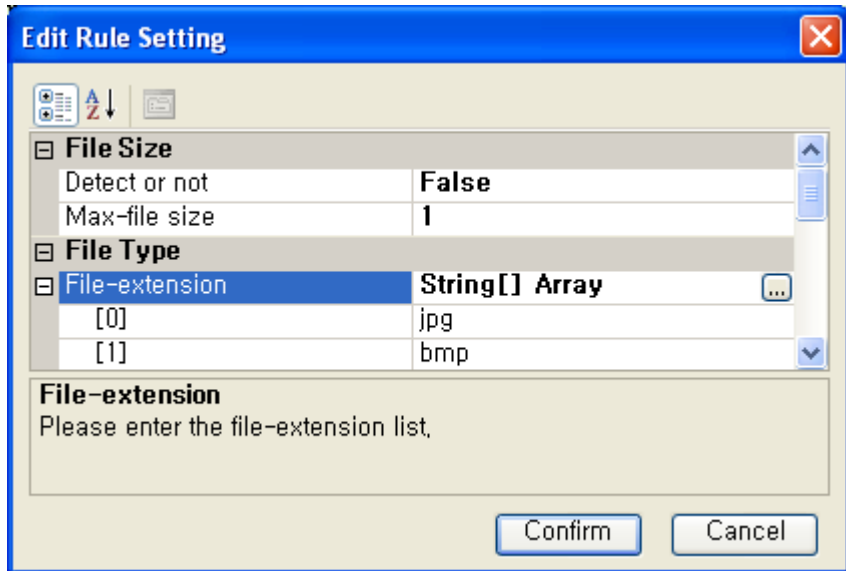 Edit Rule Setting
File Size
Detect or not False
Max-file size 1
File Type
File-extension String[] Array ...
[0] jpg
[1] bmp
File-extension
Please enter the file-extension list,
Confirm Cancel